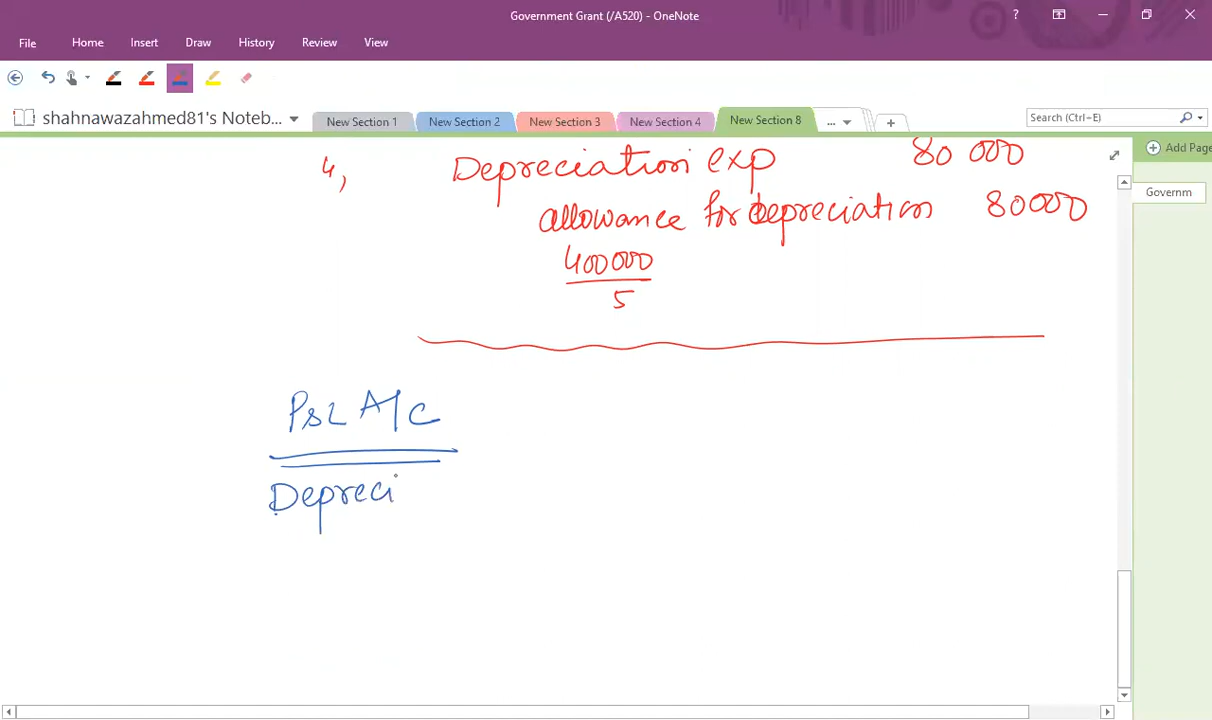 Government Grant (/A520) - OneNote
?
File Home Insert Draw History Review View
shahnawazahmed81's Noteb... New Section 1 New Section 2 New Section 3 New Section 4 New Section 8 ... + Search (Ctrl+E)
Add Page
Governm
4, Depreciation exp 80 000
allowance for depreciation 80000
400000
5
P&L A/C
Depreci